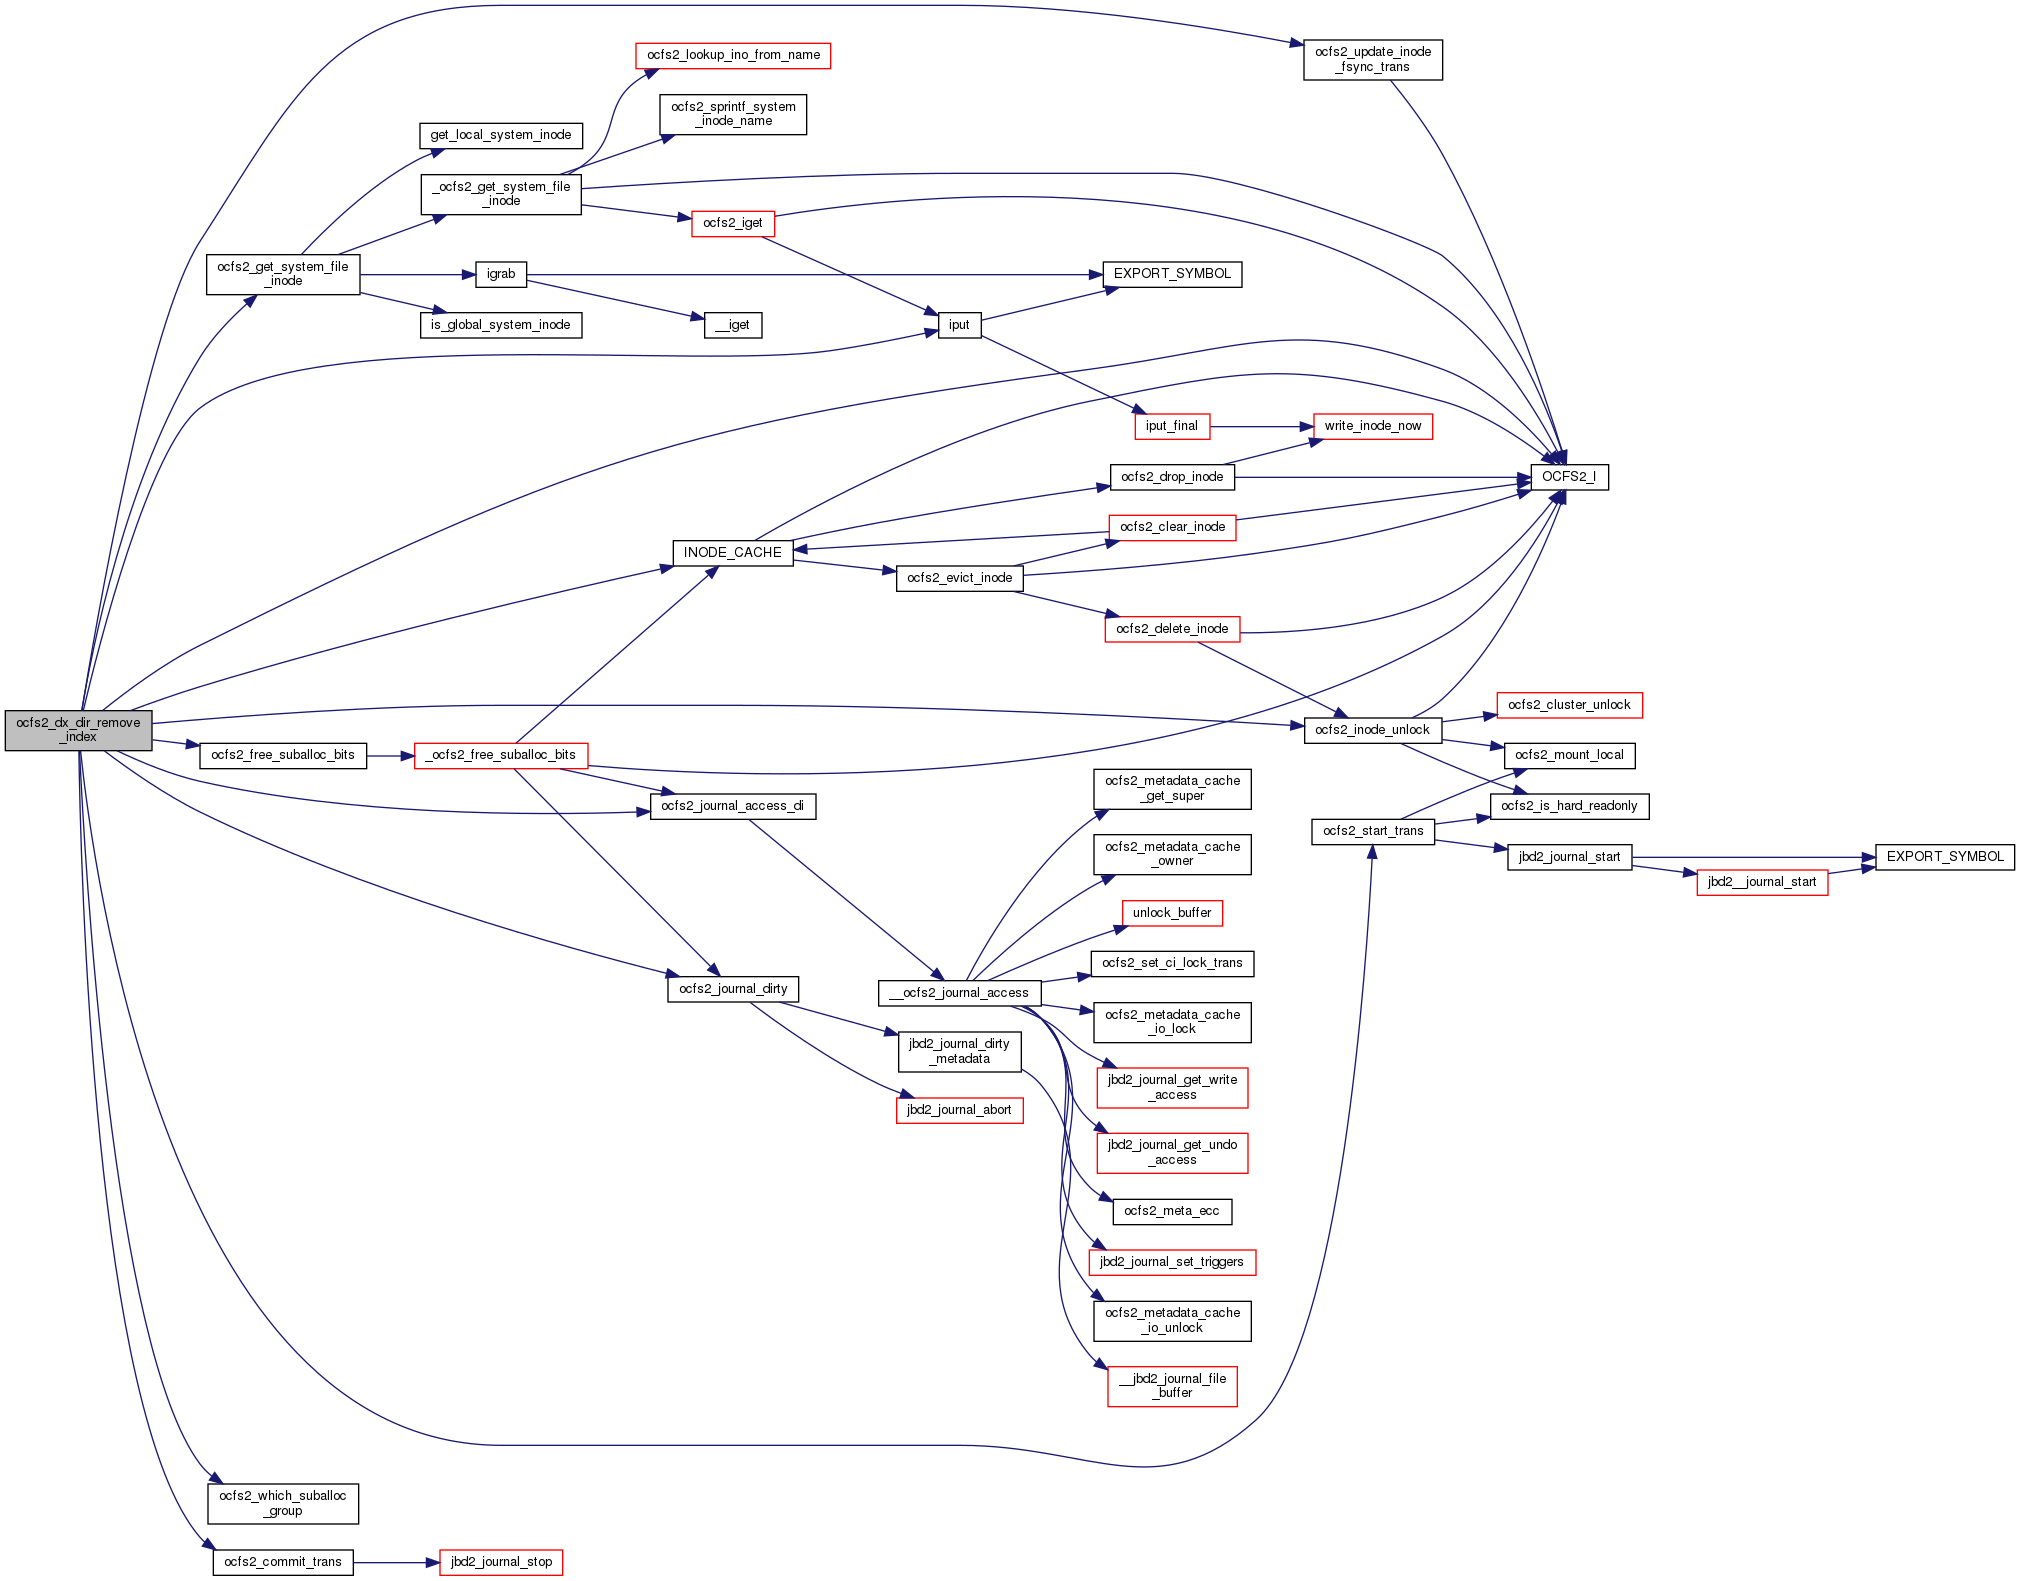 ocfs2_update_inode
_fsync_trans
ocfs2_lookup_ino_from_name
ocfs2_sprintf_system
_inode_name
get_local_system_inode
_ocfs2_get_system_file
_inode
ocfs2_iget
ocfs2_get_system_file
_inode
igrab
EXPORT_SYMBOL
is_global_system_inode
__iget
iput
iput_final
write_inode_now
ocfs2_drop_inode
OCFS2_I
ocfs2_clear_inode
INODE_CACHE
ocfs2_evict_inode
ocfs2_delete_inode
ocfs2_cluster_unlock
ocfs2_dx_dir_remove
_index
ocfs2_inode_unlock
ocfs2_free_suballoc_bits
_ocfs2_free_suballoc_bits
ocfs2_mount_local
ocfs2_metadata_cache
_get_super
ocfs2_journal_access_di
ocfs2_is_hard_readonly
ocfs2_start_trans
ocfs2_metadata_cache
_owner
jbd2_journal_start
EXPORT_SYMBOL
jbd2__journal_start
unlock_buffer
ocfs2_set_ci_lock_trans
ocfs2_journal_dirty
__ocfs2_journal_access
ocfs2_metadata_cache
_io_lock
jbd2_journal_dirty
_metadata
jbd2_journal_get_write
_access
jbd2_journal_abort
jbd2_journal_get_undo
_access
ocfs2_meta_ecc
jbd2_journal_set_triggers
ocfs2_metadata_cache
_io_unlock
__jbd2_journal_file
_buffer
ocfs2_which_suballoc
_group
ocfs2_commit_trans
jbd2_journal_stop